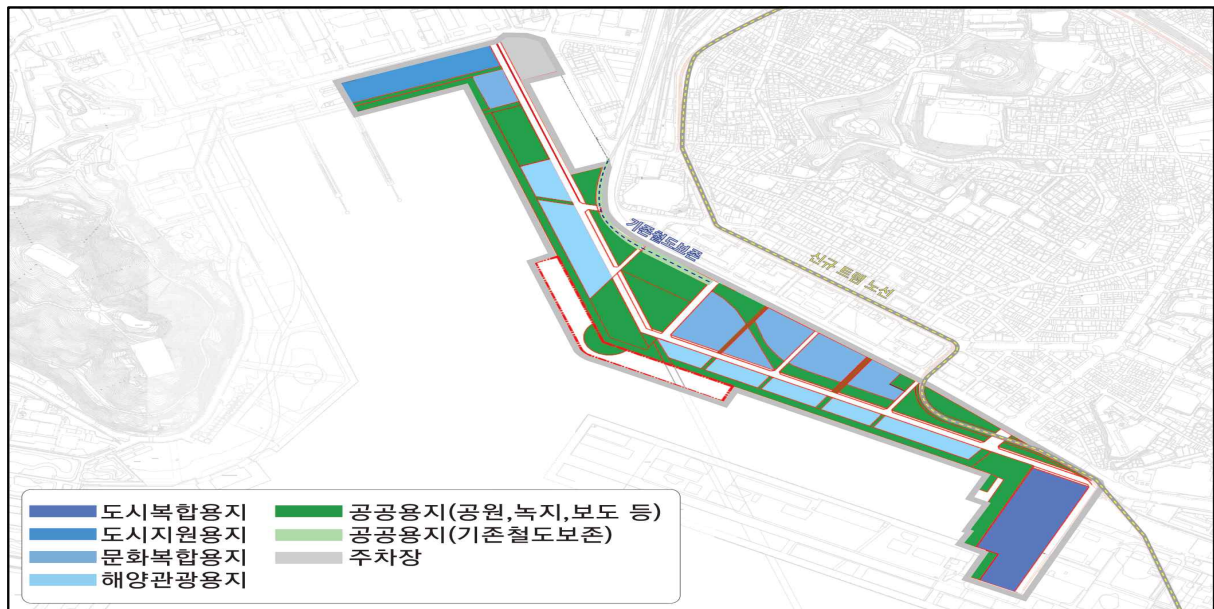 기존철도보존
신규 트램 노선
도시복합용지
도시지원용지
문화복합용지
해양관광용지
공공용지(공원,녹지,보도 등)
공공용지(기존철도보존)
주차장